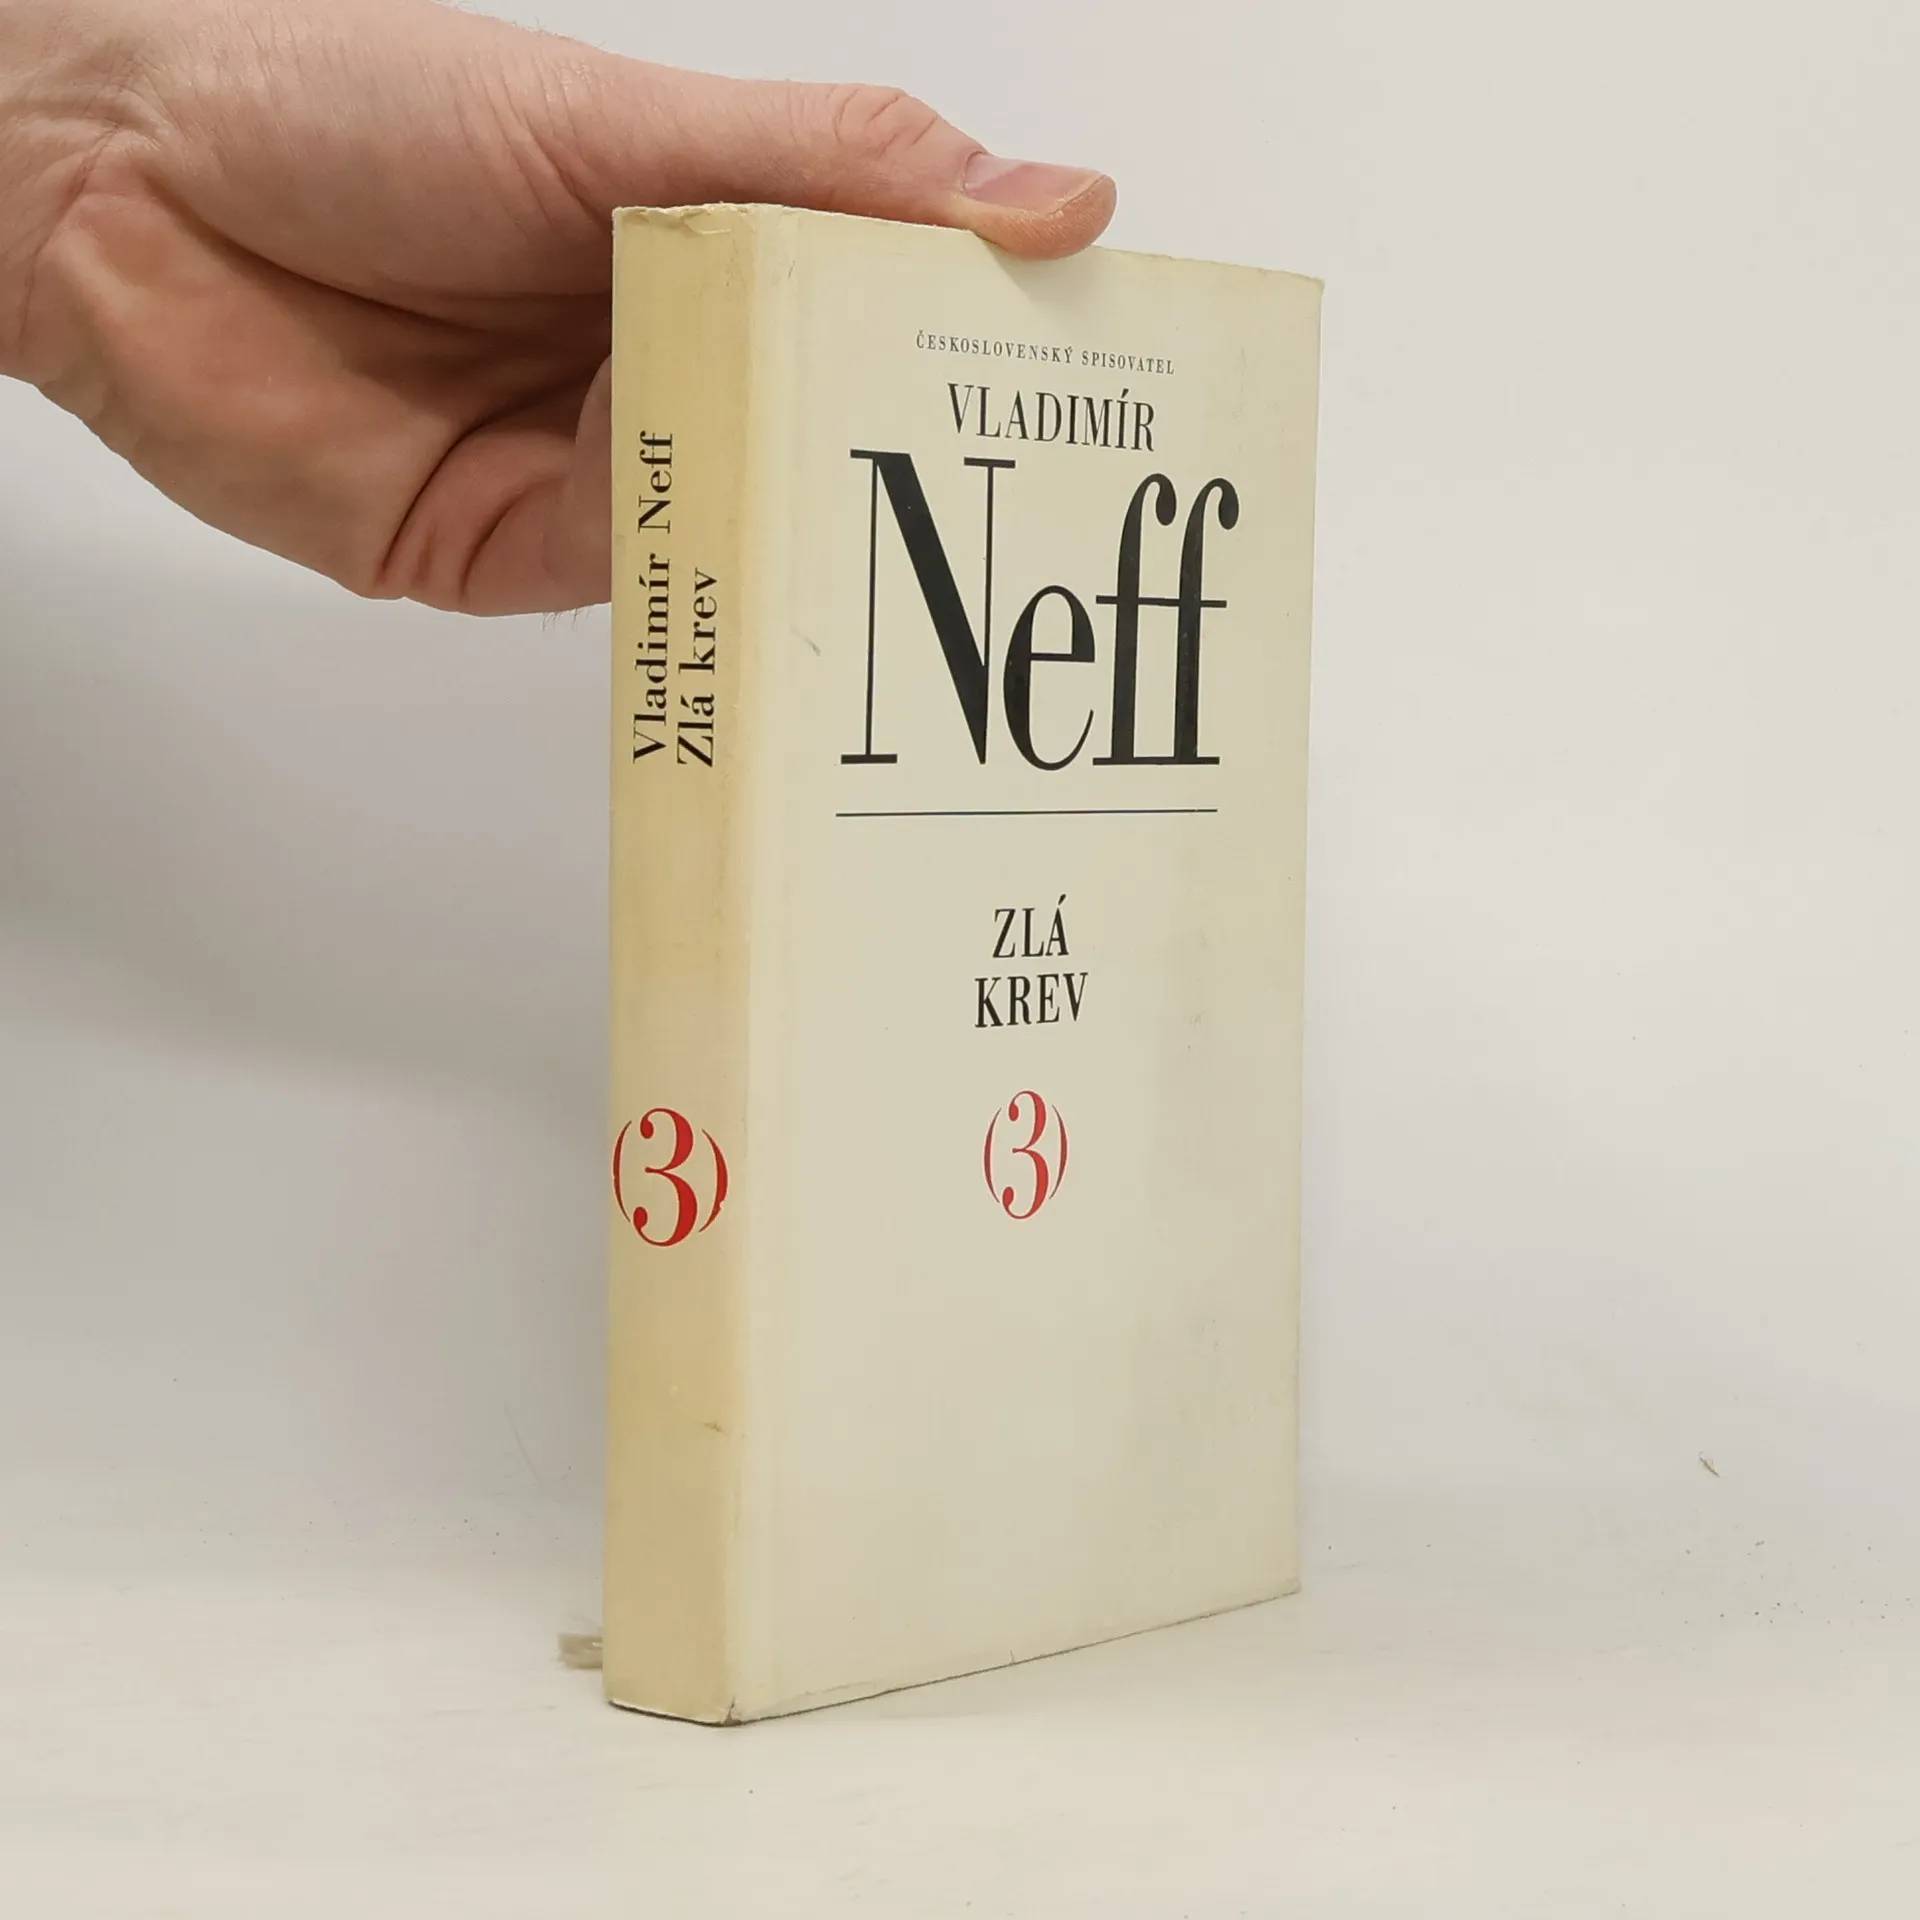 Vladimír Neff
Zlá krev
(3)
ČESKOSLOVENSKÝ SPISOVATEL
VLADIMÍR
Neff
ZLÁ
KREV
(3)